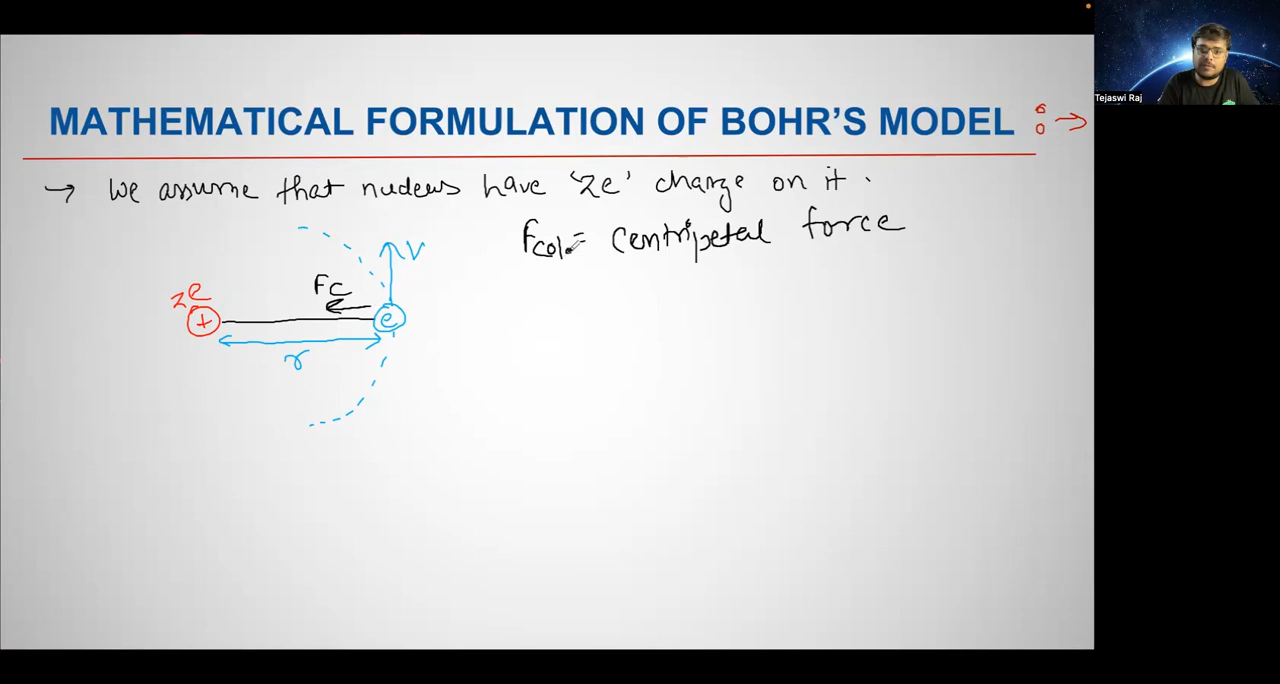 Tejaswi Raj
MATHEMATICAL FORMULATION OF BOHR'S MODEL :→
→ We assume that nucleus have 'ze' charge on it.
Fcol = Centripetal force
V
Fc
ze
+
e
r